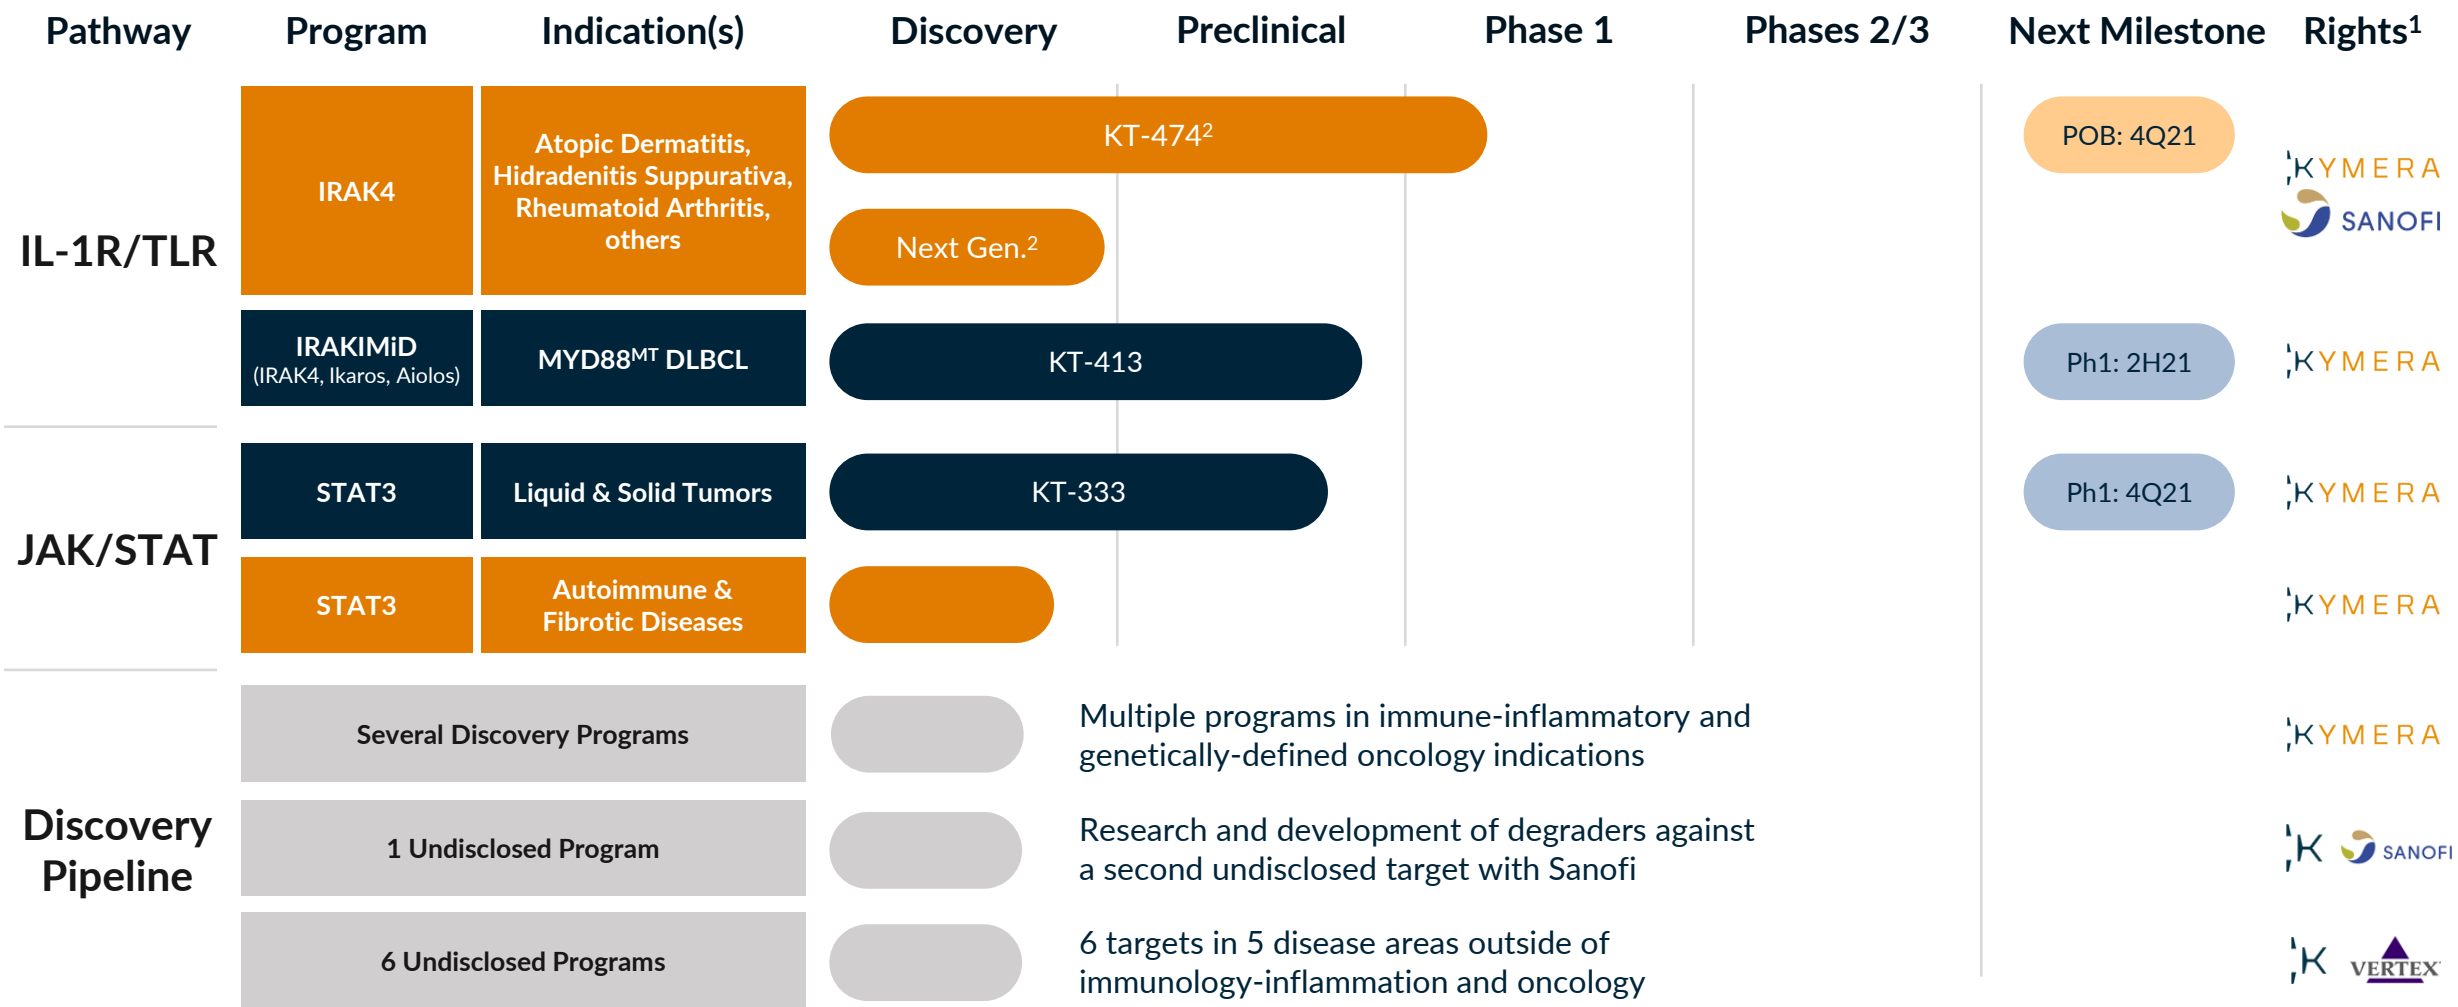 Pathway Program Indication(s) Discovery Preclinical Phase 1 Phases 2/3 Next Milestone Rights¹
IL-1R/TLR
IRAK4
Atopic Dermatitis,
Hidradenitis Suppurativa,
Rheumatoid Arthritis,
others
KT-474²
POB: 4Q21
KYMERA
SANOFI
Next Gen.²
IRAKIMiD
(IRAK4, Ikaros, Aiolos)
MYD88ᴹᵀ DLBCL
KT-413
Ph1: 2H21
KYMERA
JAK/STAT
STAT3
Liquid & Solid Tumors
KT-333
Ph1: 4Q21
KYMERA
STAT3
Autoimmune &
Fibrotic Diseases
KYMERA
Discovery
Pipeline
Several Discovery Programs
Multiple programs in immune-inflammatory and
genetically-defined oncology indications
KYMERA
1 Undisclosed Program
Research and development of degraders against
a second undisclosed target with Sanofi
K SANOFI
6 Undisclosed Programs
6 targets in 5 disease areas outside of
immunology-inflammation and oncology
K VERTEX